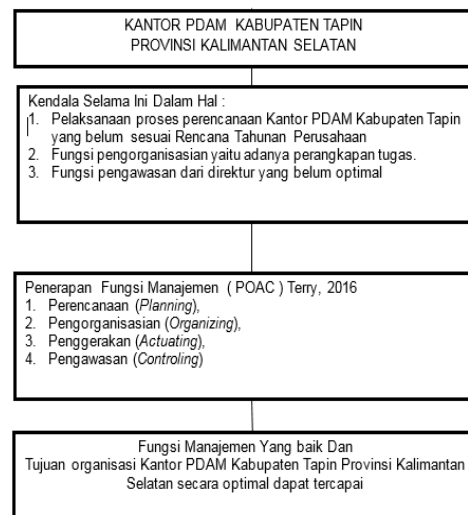 KANTOR PDAM KABUPATEN TAPIN
PROVINSI KALIMANTAN SELATAN
Kendala Selama Ini Dalam Hal :
1. Pelaksanaan proses perencanaan Kantor PDAM Kabupaten Tapin
yang belum sesuai Rencana Tahunan Perusahaan
2. Fungsi pengorganisasian yaitu adanya perangkapan tugas.
3. Fungsi pengawasan dari direktur yang belum optimal
Penerapan Fungsi Manajemen ( POAC ) Terry, 2016
1. Perencanaan (Planning),
2. Pengorganisasian (Organizing),
3. Penggerakan (Actuating),
4. Pengawasan (Controling)
Fungsi Manajemen Yang baik Dan
Tujuan organisasi Kantor PDAM Kabupaten Tapin Provinsi Kalimantan
Selatan secara optimal dapat tercapai